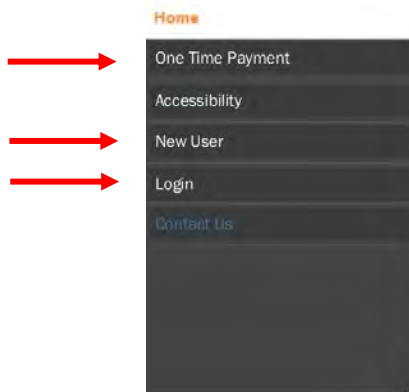 Home
One Time Payment
Accessibility
New User
Login
Contact Us